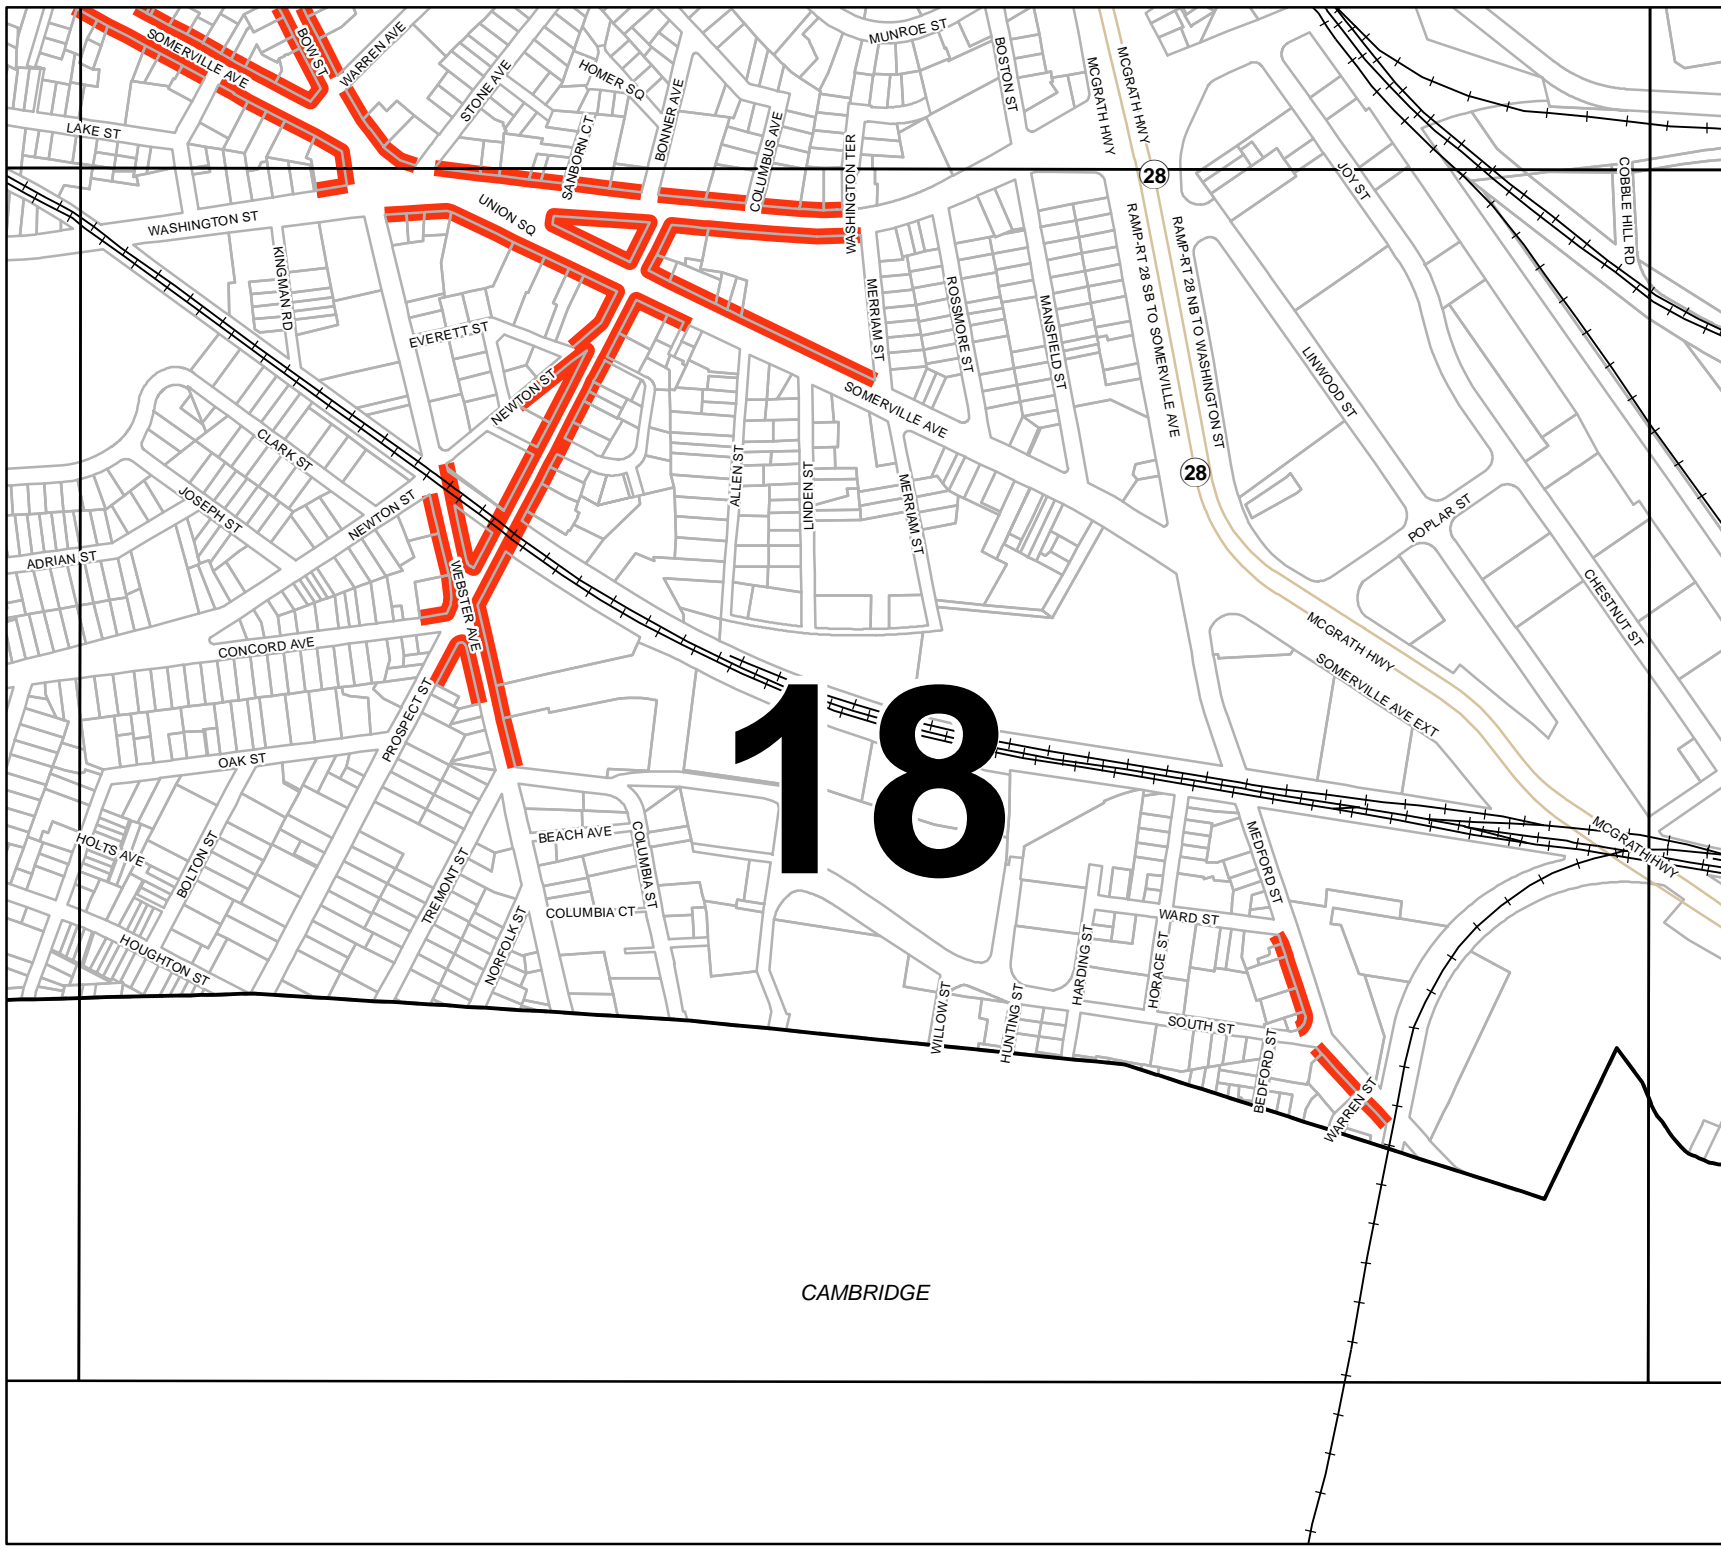 MUNROE ST
BOSTON ST
MCGRATH HWY
MCGRATH HWY
SOMERVILLE AVE
BOW ST
WARREN AVE
STONE AVE
HOMER SQ
BONNER AVE
SANBORN CT
COLUMBUS AVE
WASHINGTON TER
LAKE ST
28
JOY ST
COBBLE HILL RD
WASHINGTON ST
UNION SQ
KINGMAN RD
RAMP-RT 28 SB TO SOMERVILLE AVE
RAMP-RT 28 NB TO WASHINGTON ST
EVERETT ST
MERRIAM ST
ROSSMORE ST
MANSFIELD ST
LINWOOD ST
NEWTON ST
SOMERVILLE AVE
CLARK ST
JOSEPH ST
NEWTON ST
ALLEN ST
LINDEN ST
MERRIAM ST
28
POPLAR ST
ADRIAN ST
WEBSTER AVE
CHESTNUT ST
CONCORD AVE
MCGRATH HWY
SOMERVILLE AVE EXT
PROSPECT ST
OAK ST
18
HOLTS AVE
BOLTON ST
TREMONT ST
BEACH AVE
COLUMBIA ST
MEDFORD ST
MCGRATH HWY
COLUMBIA CT
NORFOLK ST
HOUGHTON ST
WARD ST
HARDING ST
HORACE ST
WILLOW ST
HUNTING ST
SOUTH ST
BEDFORD ST
WARREN ST
CAMBRIDGE